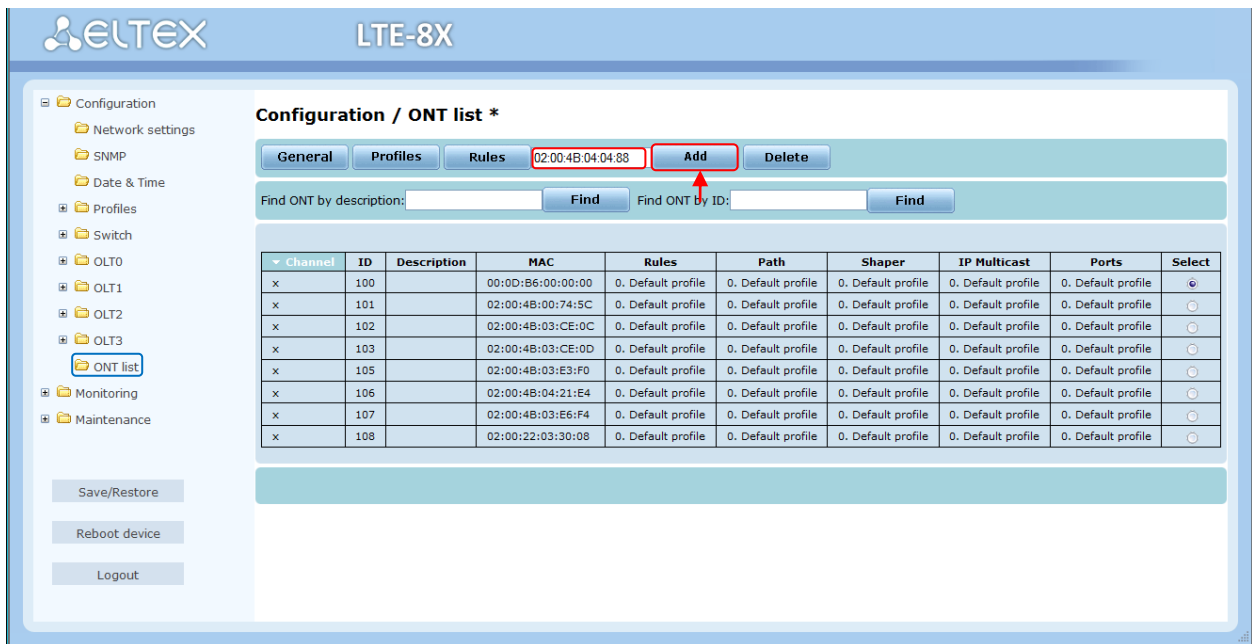 ELTEX LTE-8X
Configuration
Network settings
SNMP
Date & Time
Profiles
Switch
OLT0
OLT1
OLT2
OLT3
ONT list
Monitoring
Maintenance
Save/Restore
Reboot device
Logout
Configuration / ONT list *
General Profiles Rules 02:00:4B:04:04:88 Add Delete
Find ONT by description: Find Find ONT by ID: Find
Channel ID Description MAC Rules Path Shaper IP Multicast Ports Select
x 100 00:0D:B6:00:00:00 0. Default profile 0. Default profile 0. Default profile 0. Default profile 0. Default profile
x 101 02:00:4B:00:74:5C 0. Default profile 0. Default profile 0. Default profile 0. Default profile 0. Default profile
x 102 02:00:4B:03:CE:0C 0. Default profile 0. Default profile 0. Default profile 0. Default profile 0. Default profile
x 103 02:00:4B:03:CE:0D 0. Default profile 0. Default profile 0. Default profile 0. Default profile 0. Default profile
x 105 02:00:4B:03:E3:F0 0. Default profile 0. Default profile 0. Default profile 0. Default profile 0. Default profile
x 106 02:00:4B:04:21:E4 0. Default profile 0. Default profile 0. Default profile 0. Default profile 0. Default profile
x 107 02:00:4B:03:E6:F4 0. Default profile 0. Default profile 0. Default profile 0. Default profile 0. Default profile
x 108 02:00:22:03:30:08 0. Default profile 0. Default profile 0. Default profile 0. Default profile 0. Default profile